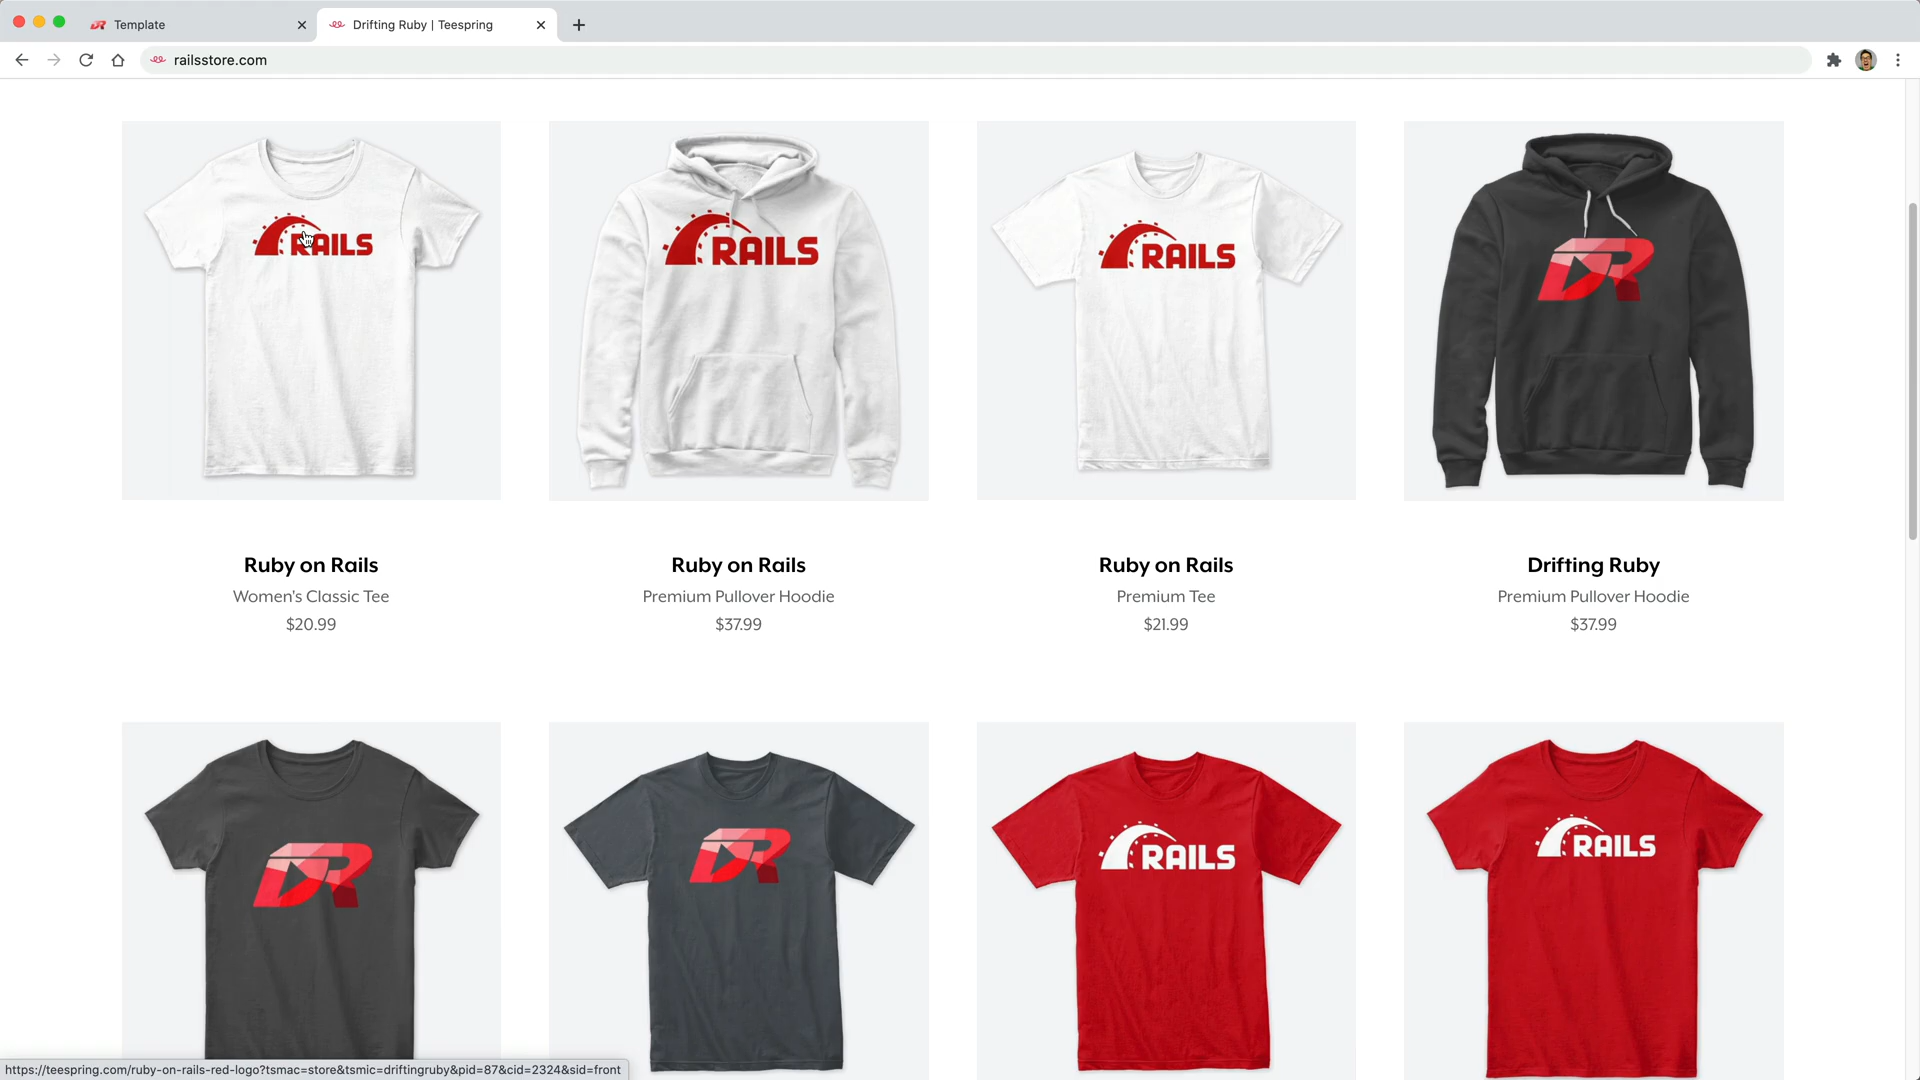 Template
Drifting Ruby | Teespring
railsstore.com
RAILS
RAILS
RAILS
DR
Ruby on Rails
Women's Classic Tee
$20.99
Ruby on Rails
Premium Pullover Hoodie
$37.99
Ruby on Rails
Premium Tee
$21.99
Drifting Ruby
Premium Pullover Hoodie
$37.99
DR
DR
RAILS
RAILS
https://teespring.com/ruby-on-rails-red-logo?tsmac=store&tsmic=driftingruby&pid=87&cid=2324&sid=front